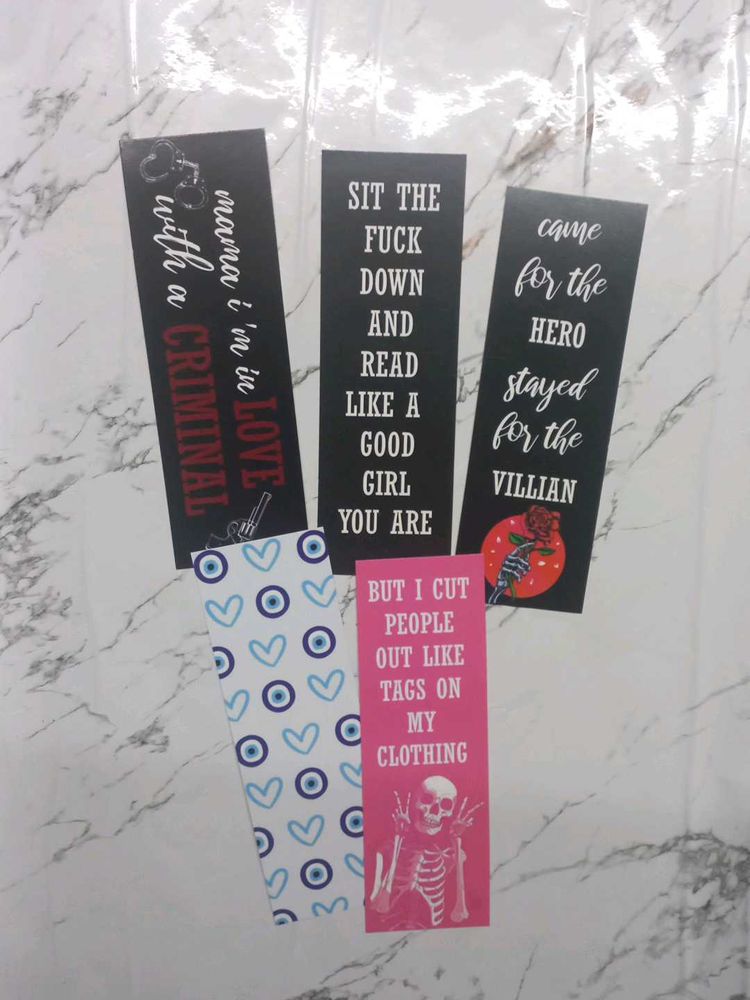 mama i'm in LOVE
with a CRIMINAL
SIT THE
FUCK
DOWN
AND
READ
LIKE A
GOOD
GIRL
YOU ARE
came
for the
HERO
stayed
for the
VILLIAN
BUT I CUT
PEOPLE
OUT LIKE
TAGS ON
MY
CLOTHING